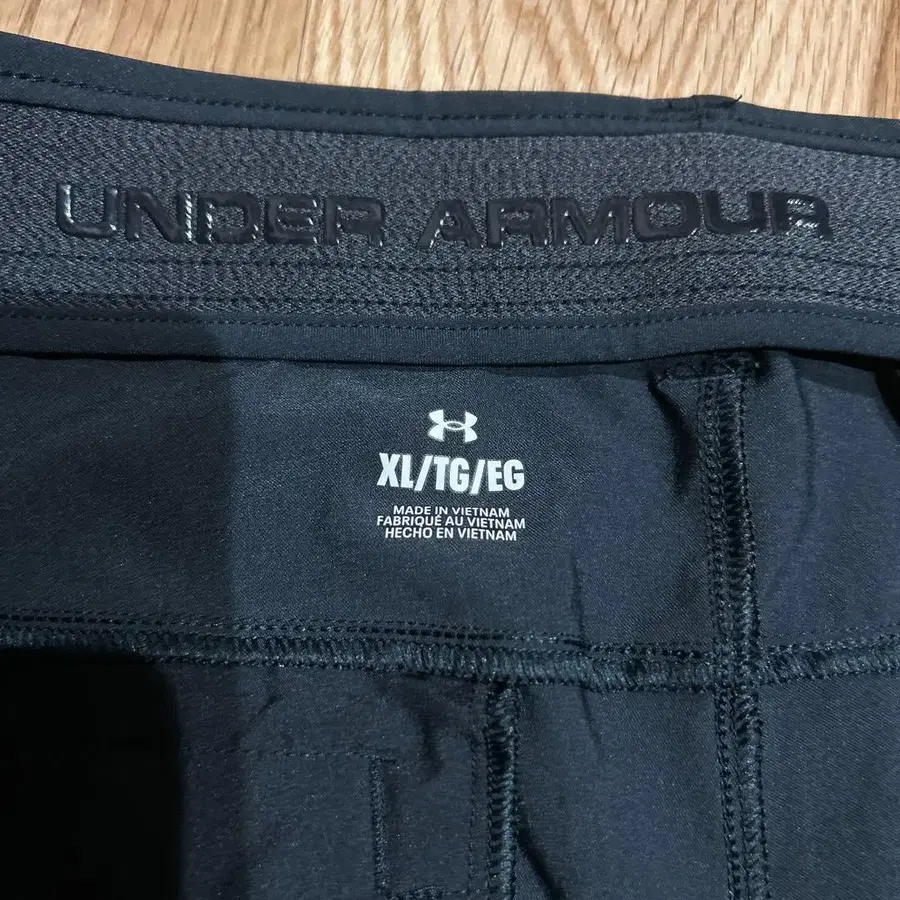 UNDER ARMOUR
XL/TG/EG
MADE IN VIETNAM
FABRIQUÉ AU VIETNAM
HECHO EN VIETNAM